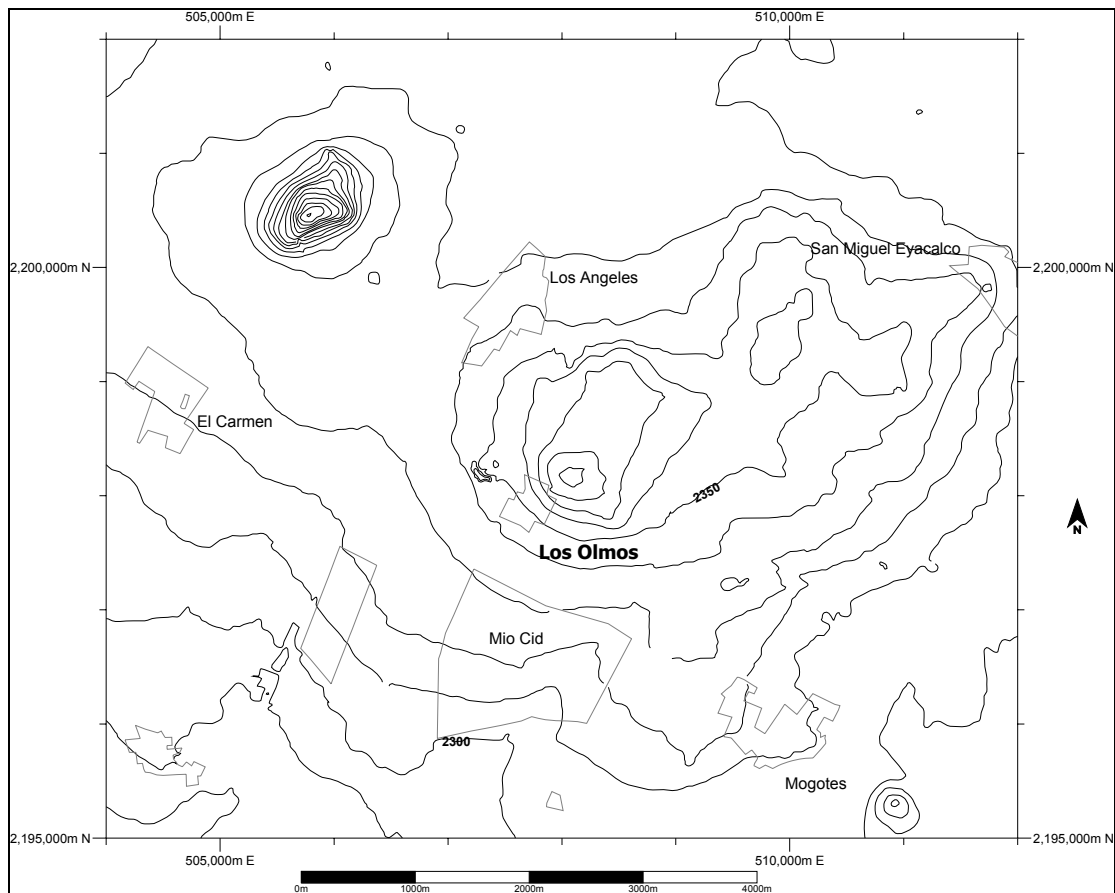 505,000m E
510,000m E
2,200,000m N
San Miguel Eyacalco
2,200,000m N
Los Angeles
El Carmen
2350
N
Los Olmos
Mio Cid
2300
Mogotes
2,195,000m N
2,195,000m N
505,000m E
510,000m E
0m
1000m
2000m
3000m
4000m